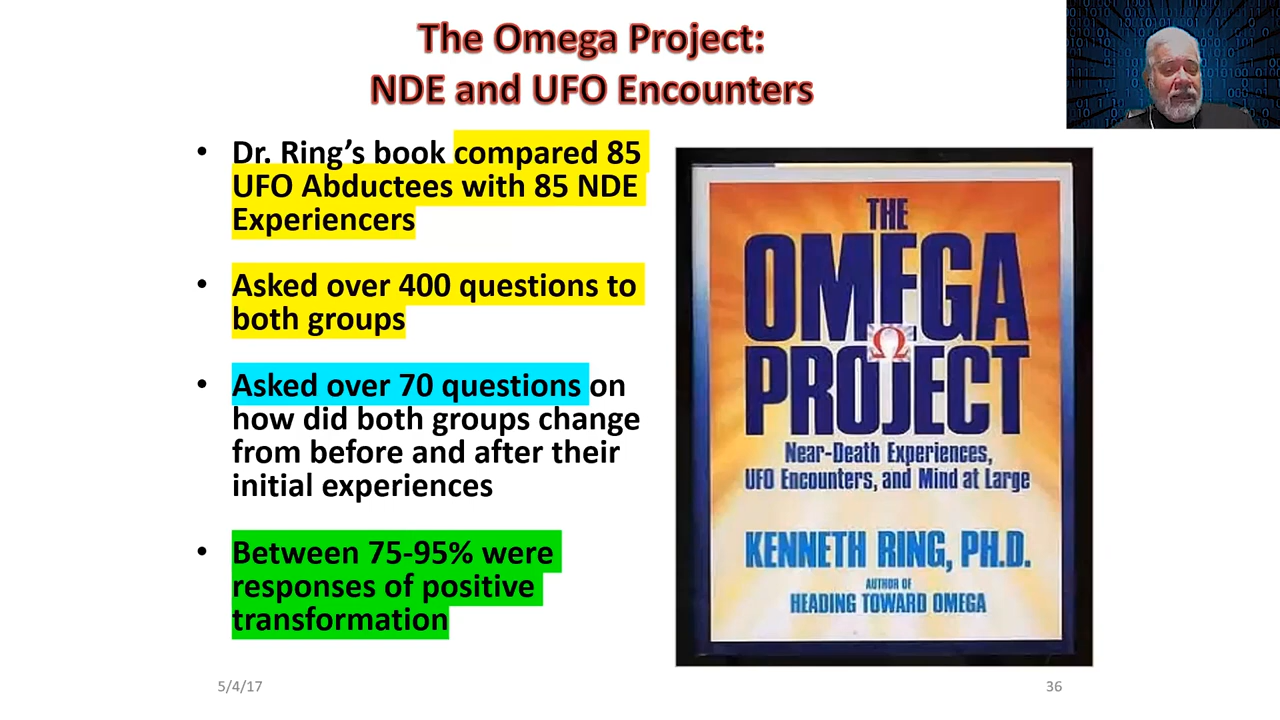 The Omega Project:
NDE and UFO Encounters
• Dr. Ring’s book compared 85
UFO Abductees with 85 NDE
Experiencers
• Asked over 400 questions to
both groups
• Asked over 70 questions on
how did both groups change
from before and after their
initial experiences
• Between 75-95% were
responses of positive
transformation
THE
OMEGA
Ω
PROJECT
Near-Death Experiences,
UFO Encounters, and Mind at Large
KENNETH RING, PH.D.
AUTHOR OF
HEADING TOWARD OMEGA
5/4/17
36